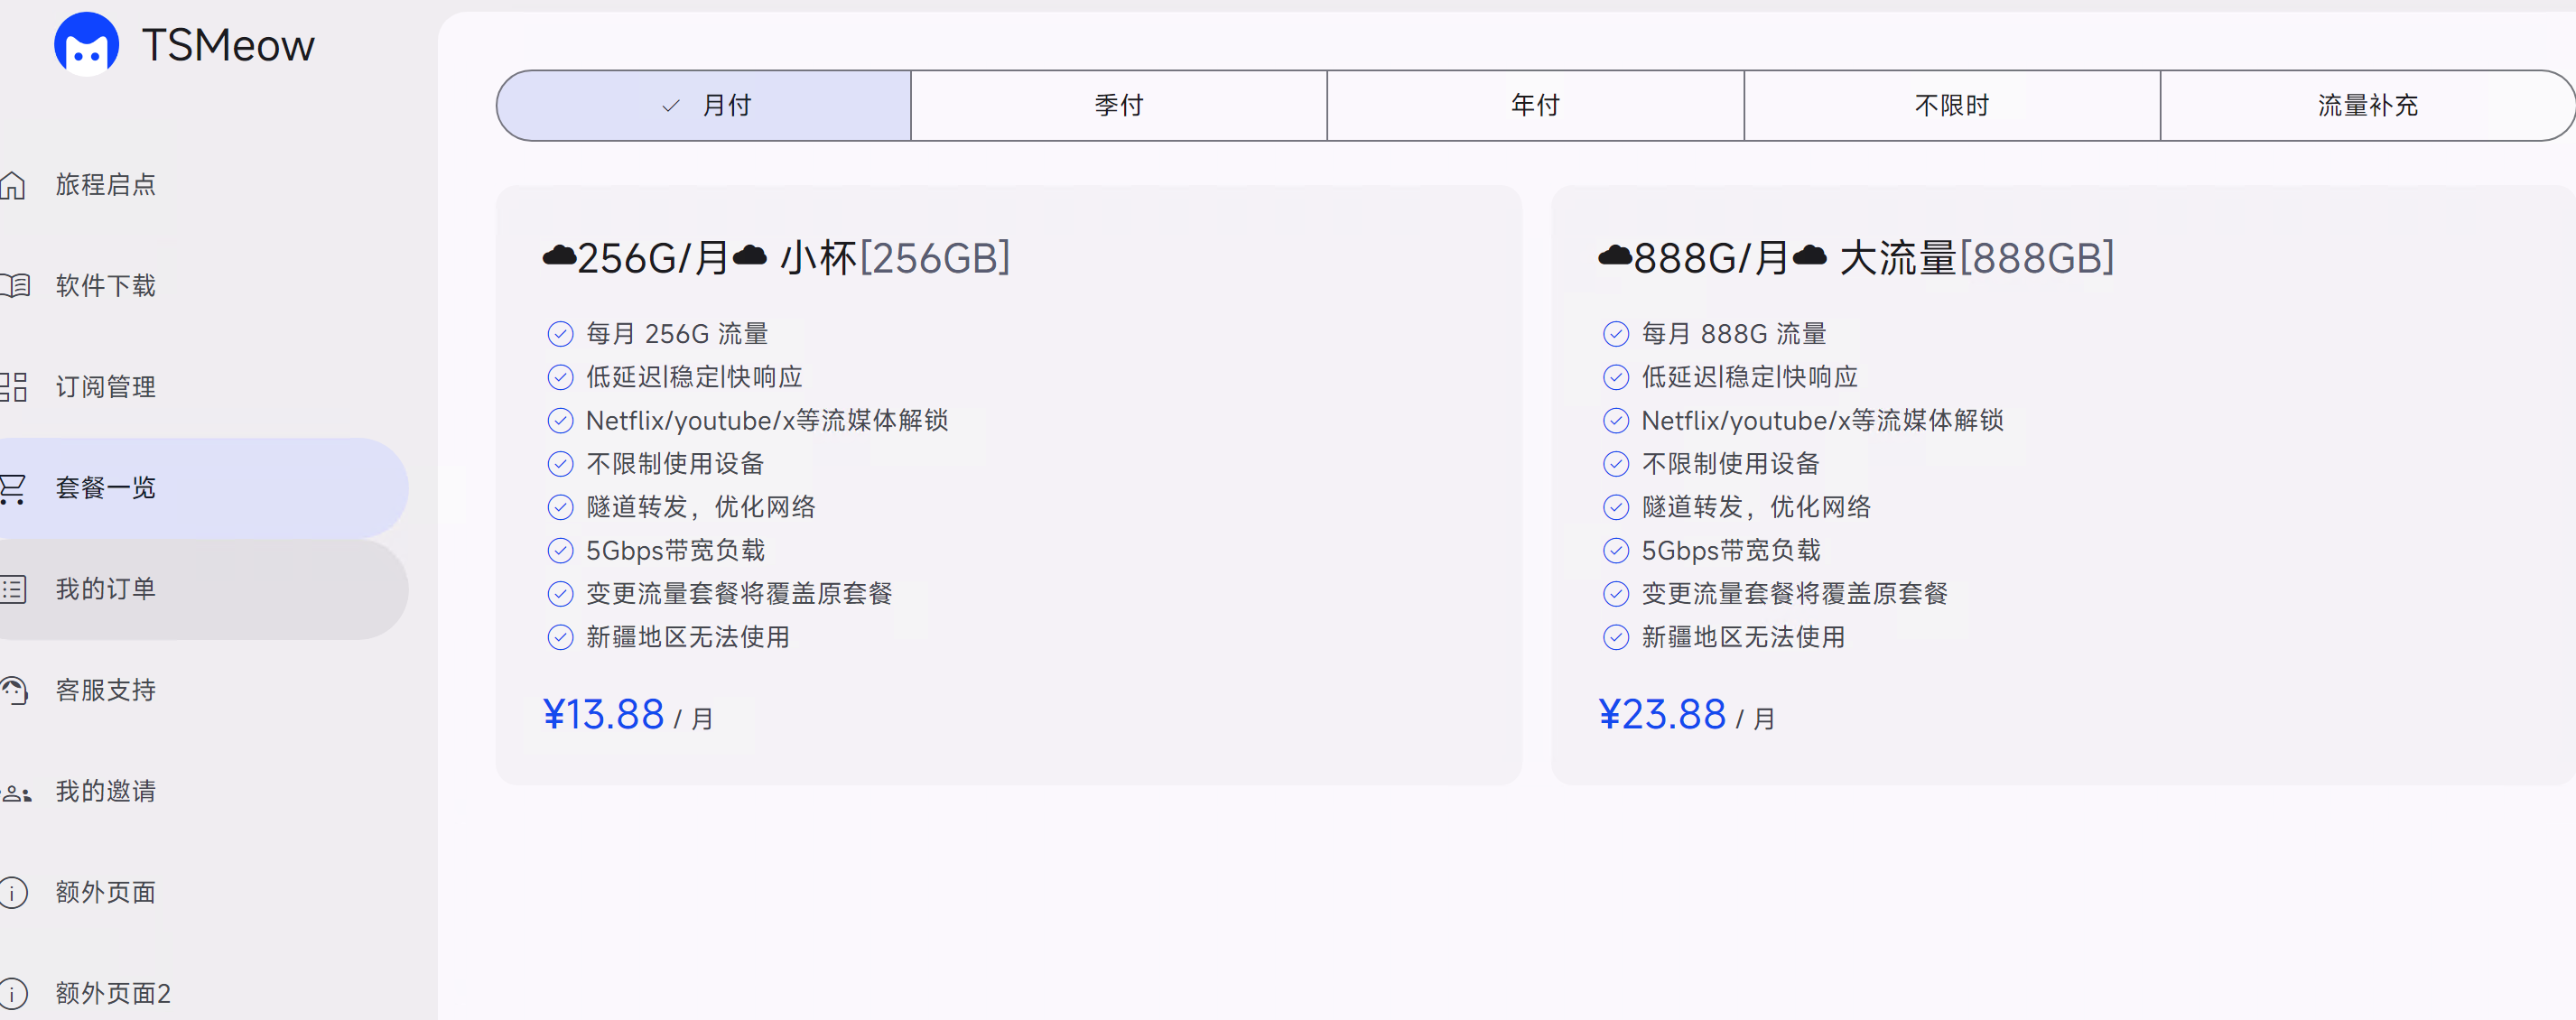 TSMeow
旅程启点
软件下载
订阅管理
套餐一览
我的订单
客服支持
我的邀请
额外页面
额外页面2
月付
季付
年付
不限时
流量补充
☁256G/月☁ 小杯[256GB]
每月 256G 流量
低延迟|稳定|快响应
Netflix/youtube/x等流媒体解锁
不限制使用设备
隧道转发，优化网络
5Gbps带宽负载
变更流量套餐将覆盖原套餐
新疆地区无法使用
¥13.88 / 月
☁888G/月☁ 大流量[888GB]
每月 888G 流量
低延迟|稳定|快响应
Netflix/youtube/x等流媒体解锁
不限制使用设备
隧道转发，优化网络
5Gbps带宽负载
变更流量套餐将覆盖原套餐
新疆地区无法使用
¥23.88 / 月